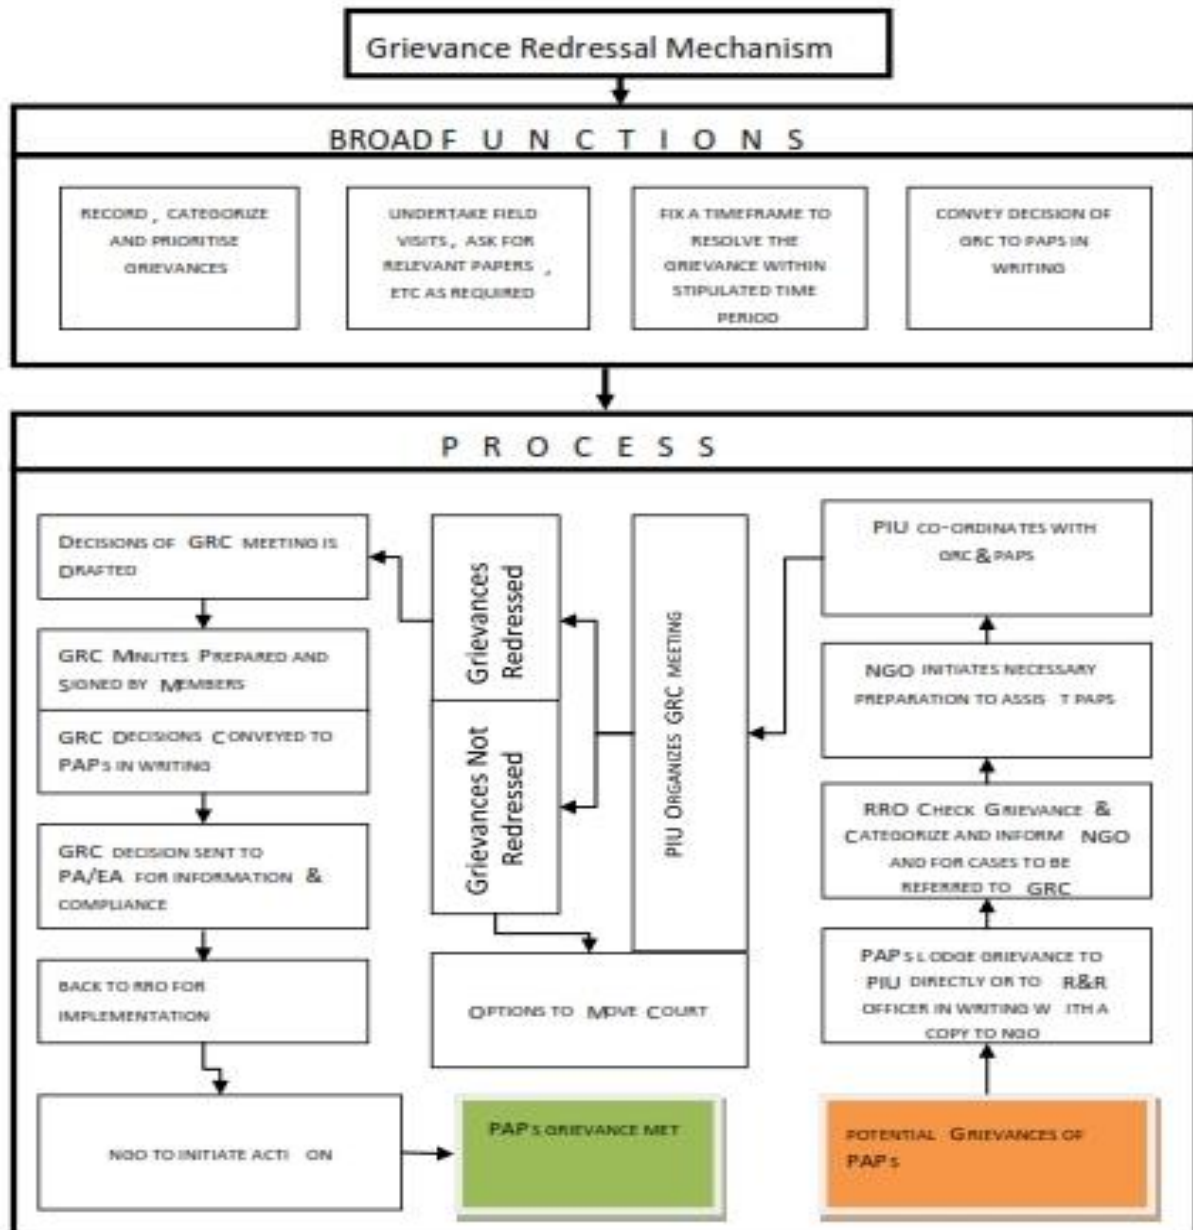 Grievance Redressal Mechanism
BROAD F U N C T I O N S
RECORD , CATEGORIZE
AND PRIORITISE
GRIEVANCES
UNDERTAKE FIELD
VISITS , ASK FOR
RELEVANT PAPERS ,
ETC AS REQUIRED
FIX A TIMEFRAME TO
RESOLVE THE
GRIEVANCE WITHIN
STIPULATED TIME
PERIOD
CONVEY DECISION OF
GRC TO PAPS IN
WRITING
P R O C E S S
DECISIONS OF GRC MEETING IS
DRAFTED
GRC MINUTES PREPARED AND
SIGNED BY MEMBERS
GRC DECISIONS CONVEYED TO
PAPS IN WRITING
GRC DECISION SENT TO
PA/EA FOR INFORMATION &
COMPLIANCE
BACK TO RRO FOR
IMPLEMENTATION
NGO TO INITIATE ACTI ON
Grievances
Redressed
Grievances Not
Redressed
PIU ORGANIZES GRC MEETING
OPTIONS TO MOVE COURT
PAPS GRIEVANCE MET
PIU CO-ORDINATES WITH
GRC & PAPS
NGO INITIATES NECESSARY
PREPARATION TO ASSIS T PAPS
RRO CHECK GRIEVANCE &
CATEGORIZE AND INFORM NGO
AND FOR CASES TO BE
REFERRED TO GRC
PAPS LODGE GRIEVANCE TO
PIU DIRECTLY OR TO R&R
OFFICER IN WRITING W ITH A
COPY TO NGO
POTENTIAL GRIEVANCES OF
PAPS